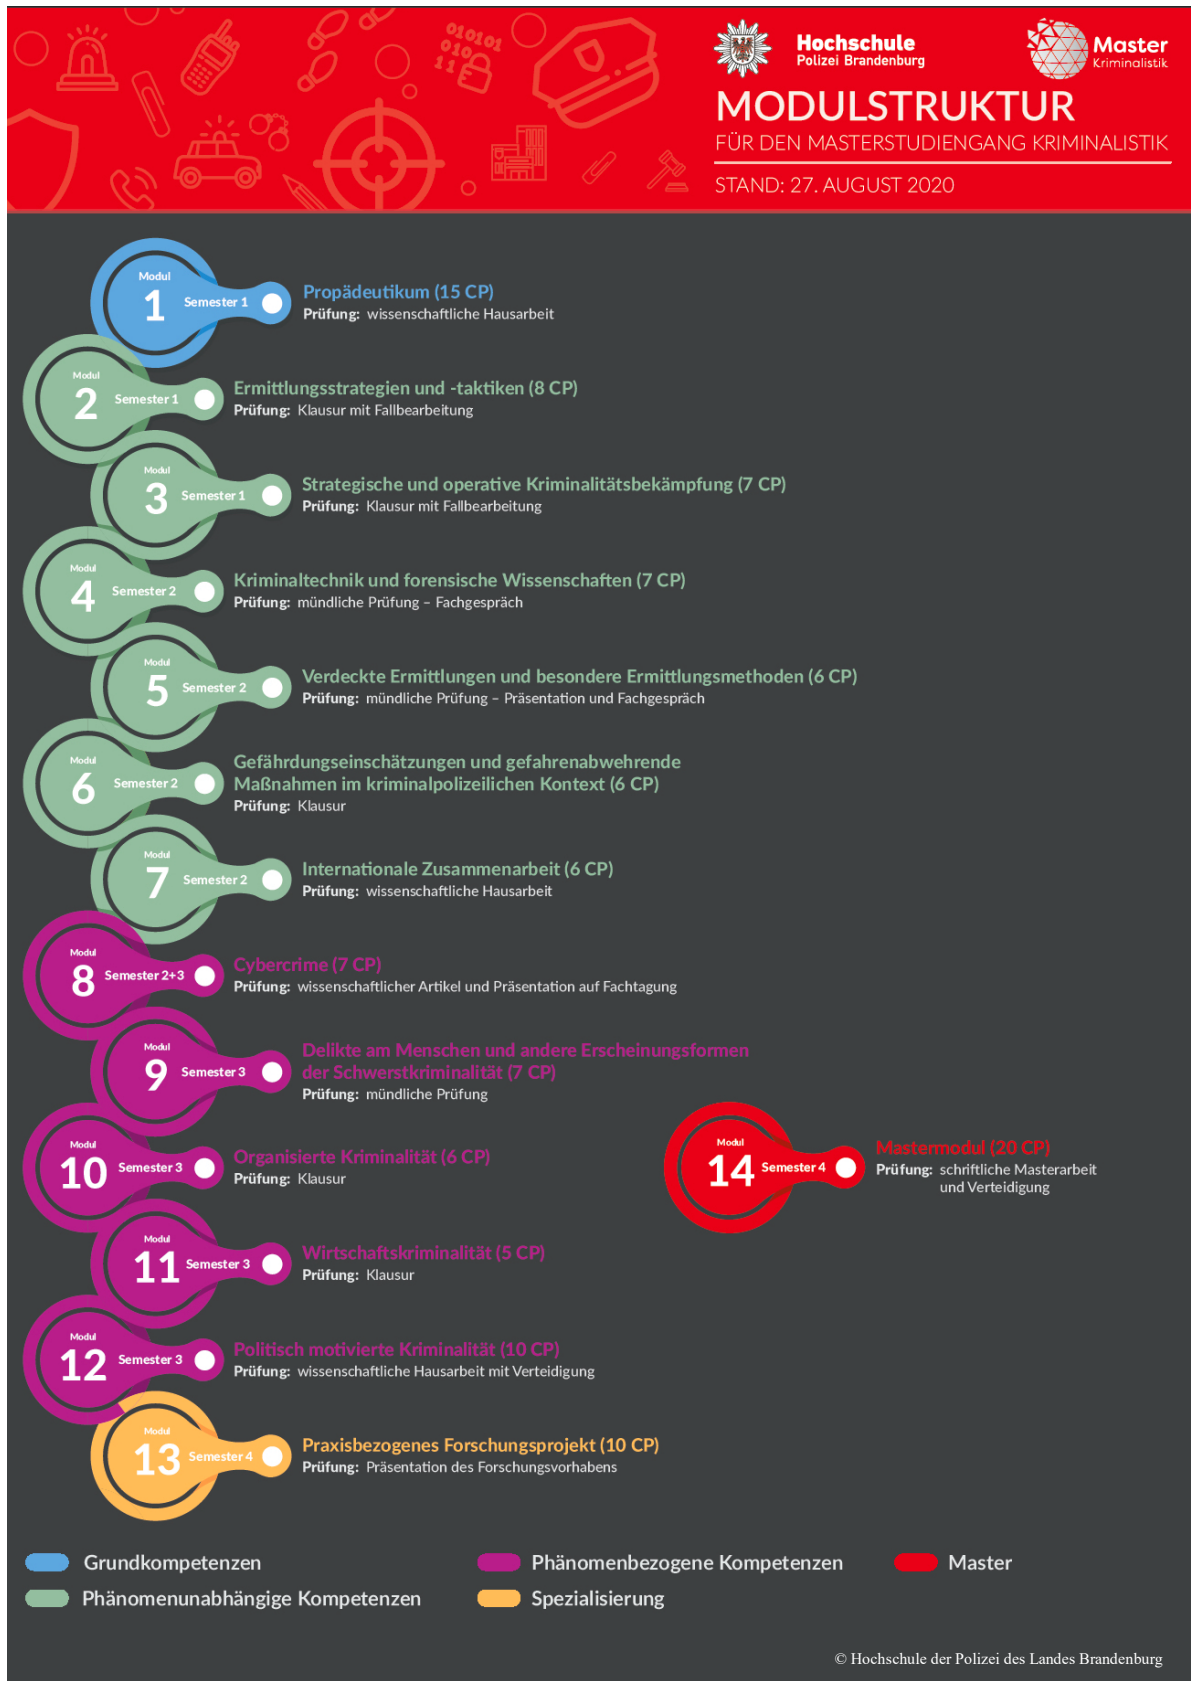 010101
010
11
Hochschule
Polizei Brandenburg
Master
Kriminalistik
MODULSTRUKTUR
FÜR DEN MASTERSTUDIENGANG KRIMINALISTIK
STAND: 27. AUGUST 2020
Modul
1
Semester 1
Propädeutikum (15 CP)
Prüfung: wissenschaftliche Hausarbeit
Modul
2
Semester 1
Ermittlungsstrategien und -taktiken (8 CP)
Prüfung: Klausur mit Fallbearbeitung
Modul
3
Semester 1
Strategische und operative Kriminalitätsbekämpfung (7 CP)
Prüfung: Klausur mit Fallbearbeitung
Modul
4
Semester 2
Kriminaltechnik und forensische Wissenschaften (7 CP)
Prüfung: mündliche Prüfung – Fachgespräch
Modul
5
Semester 2
Verdeckte Ermittlungen und besondere Ermittlungsmethoden (6 CP)
Prüfung: mündliche Prüfung – Präsentation und Fachgespräch
Modul
6
Semester 2
Gefährdungseinschätzungen und gefahrenabwehrende
Maßnahmen im kriminalpolizeilichen Kontext (6 CP)
Prüfung: Klausur
Modul
7
Semester 2
Internationale Zusammenarbeit (6 CP)
Prüfung: wissenschaftliche Hausarbeit
Modul
8
Semester 2+3
Cybercrime (7 CP)
Prüfung: wissenschaftlicher Artikel und Präsentation auf Fachtagung
Modul
9
Semester 3
Delikte am Menschen und andere Erscheinungsformen
der Schwerstkriminalität (7 CP)
Prüfung: mündliche Prüfung
Modul
10
Semester 3
Organisierte Kriminalität (6 CP)
Prüfung: Klausur
Modul
14
Semester 4
Mastermodul (20 CP)
Prüfung: schriftliche Masterarbeit
und Verteidigung
Modul
11
Semester 3
Wirtschaftskriminalität (5 CP)
Prüfung: Klausur
Modul
12
Semester 3
Politisch motivierte Kriminalität (10 CP)
Prüfung: wissenschaftliche Hausarbeit mit Verteidigung
Modul
13
Semester 4
Praxisbezogenes Forschungsprojekt (10 CP)
Prüfung: Präsentation des Forschungsvorhabens
Grundkompetenzen
Phänomenbezogene Kompetenzen
Master
Phänomenunabhängige Kompetenzen
Spezialisierung
© Hochschule der Polizei des Landes Brandenburg